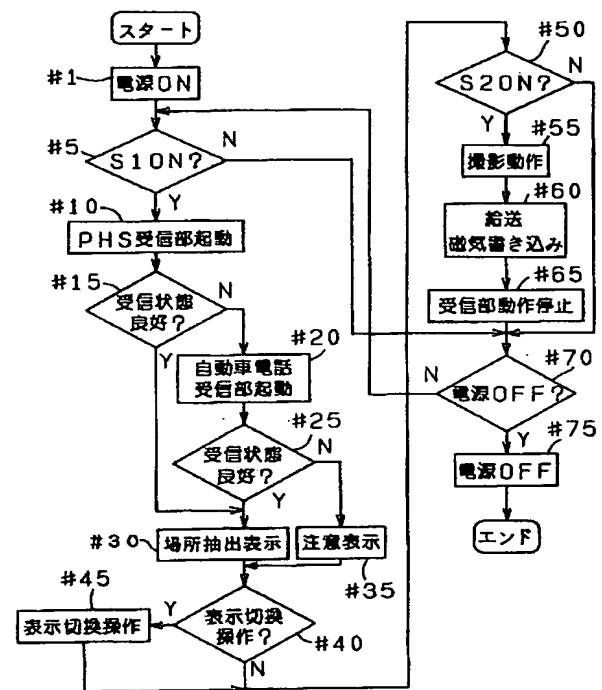 スタート
#1
電源ON
#5
S1ON?
N
Y
#10
PHS受信部起動
#15
受信状態
良好?
N
Y
#20
自動車電話
受信部起動
#25
受信状態
良好?
N
Y
#30
場所抽出表示
注意表示
#35
#45
表示切換操作
Y
表示切換
操作?
#40
N
#50
S2ON?
N
Y
#55
撮影動作
#60
給送
磁気書き込み
#65
受信部動作停止
#70
電源OFF?
N
Y
#75
電源OFF
エンド